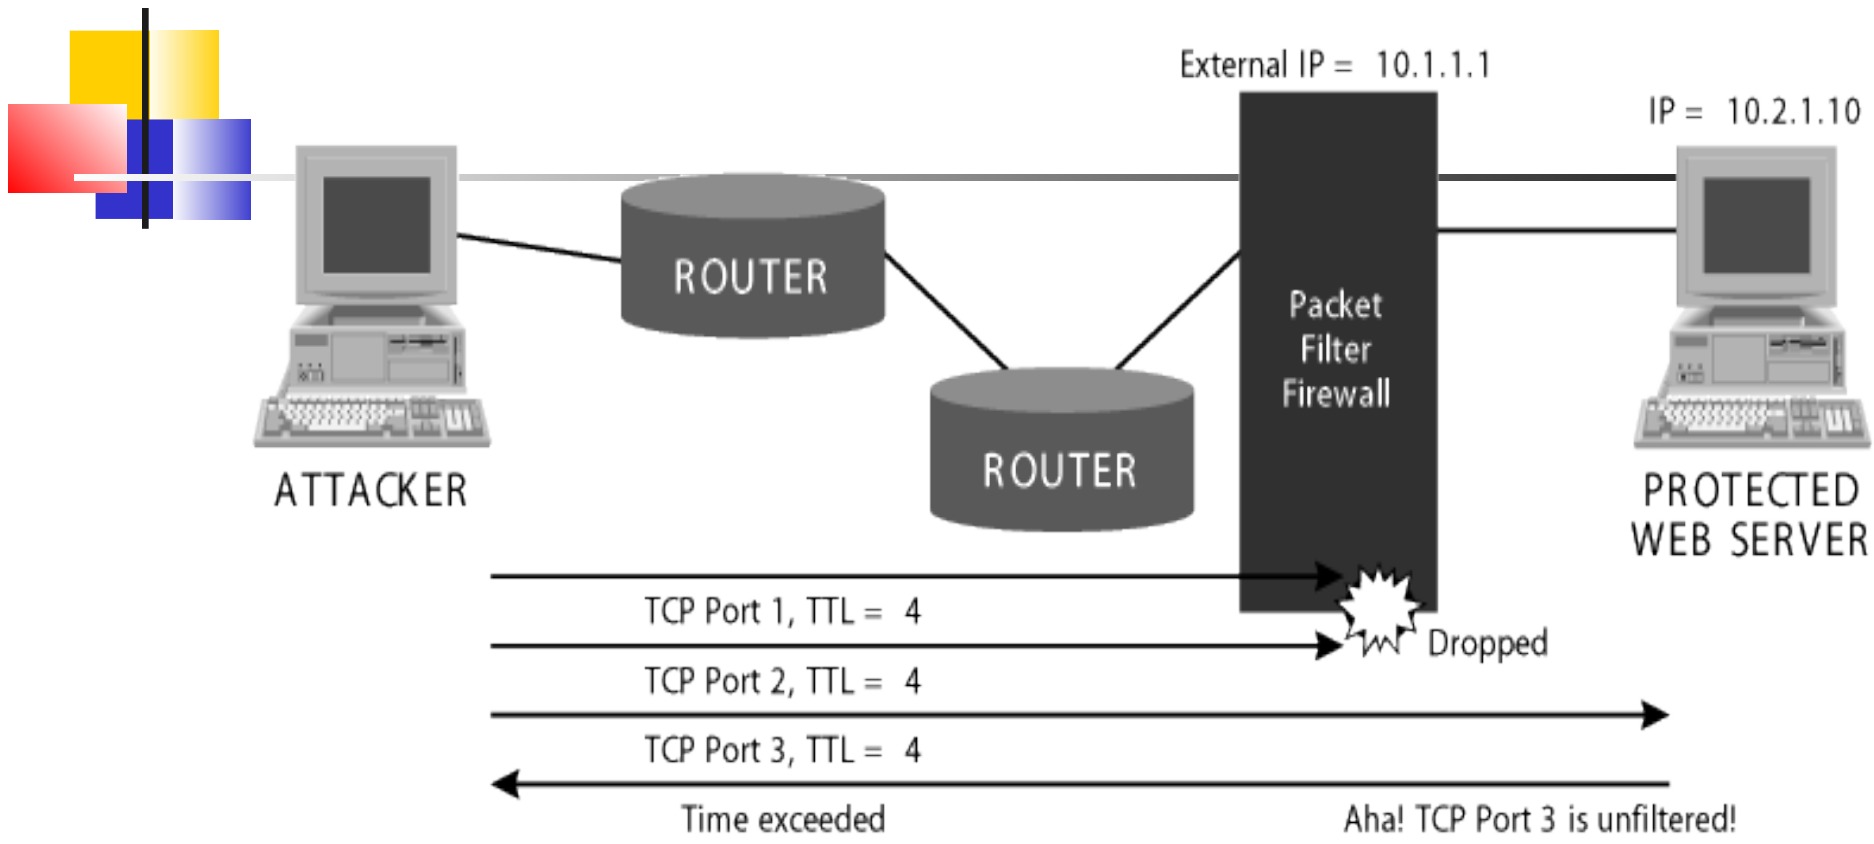 External IP = 10.1.1.1
IP = 10.2.1.10
ROUTER
Packet
Filter
Firewall
ROUTER
ATTACKER
PROTECTED
WEB SERVER
TCP Port 1, TTL = 4
Dropped
TCP Port 2, TTL = 4
TCP Port 3, TTL = 4
Time exceeded
Aha! TCP Port 3 is unfiltered!